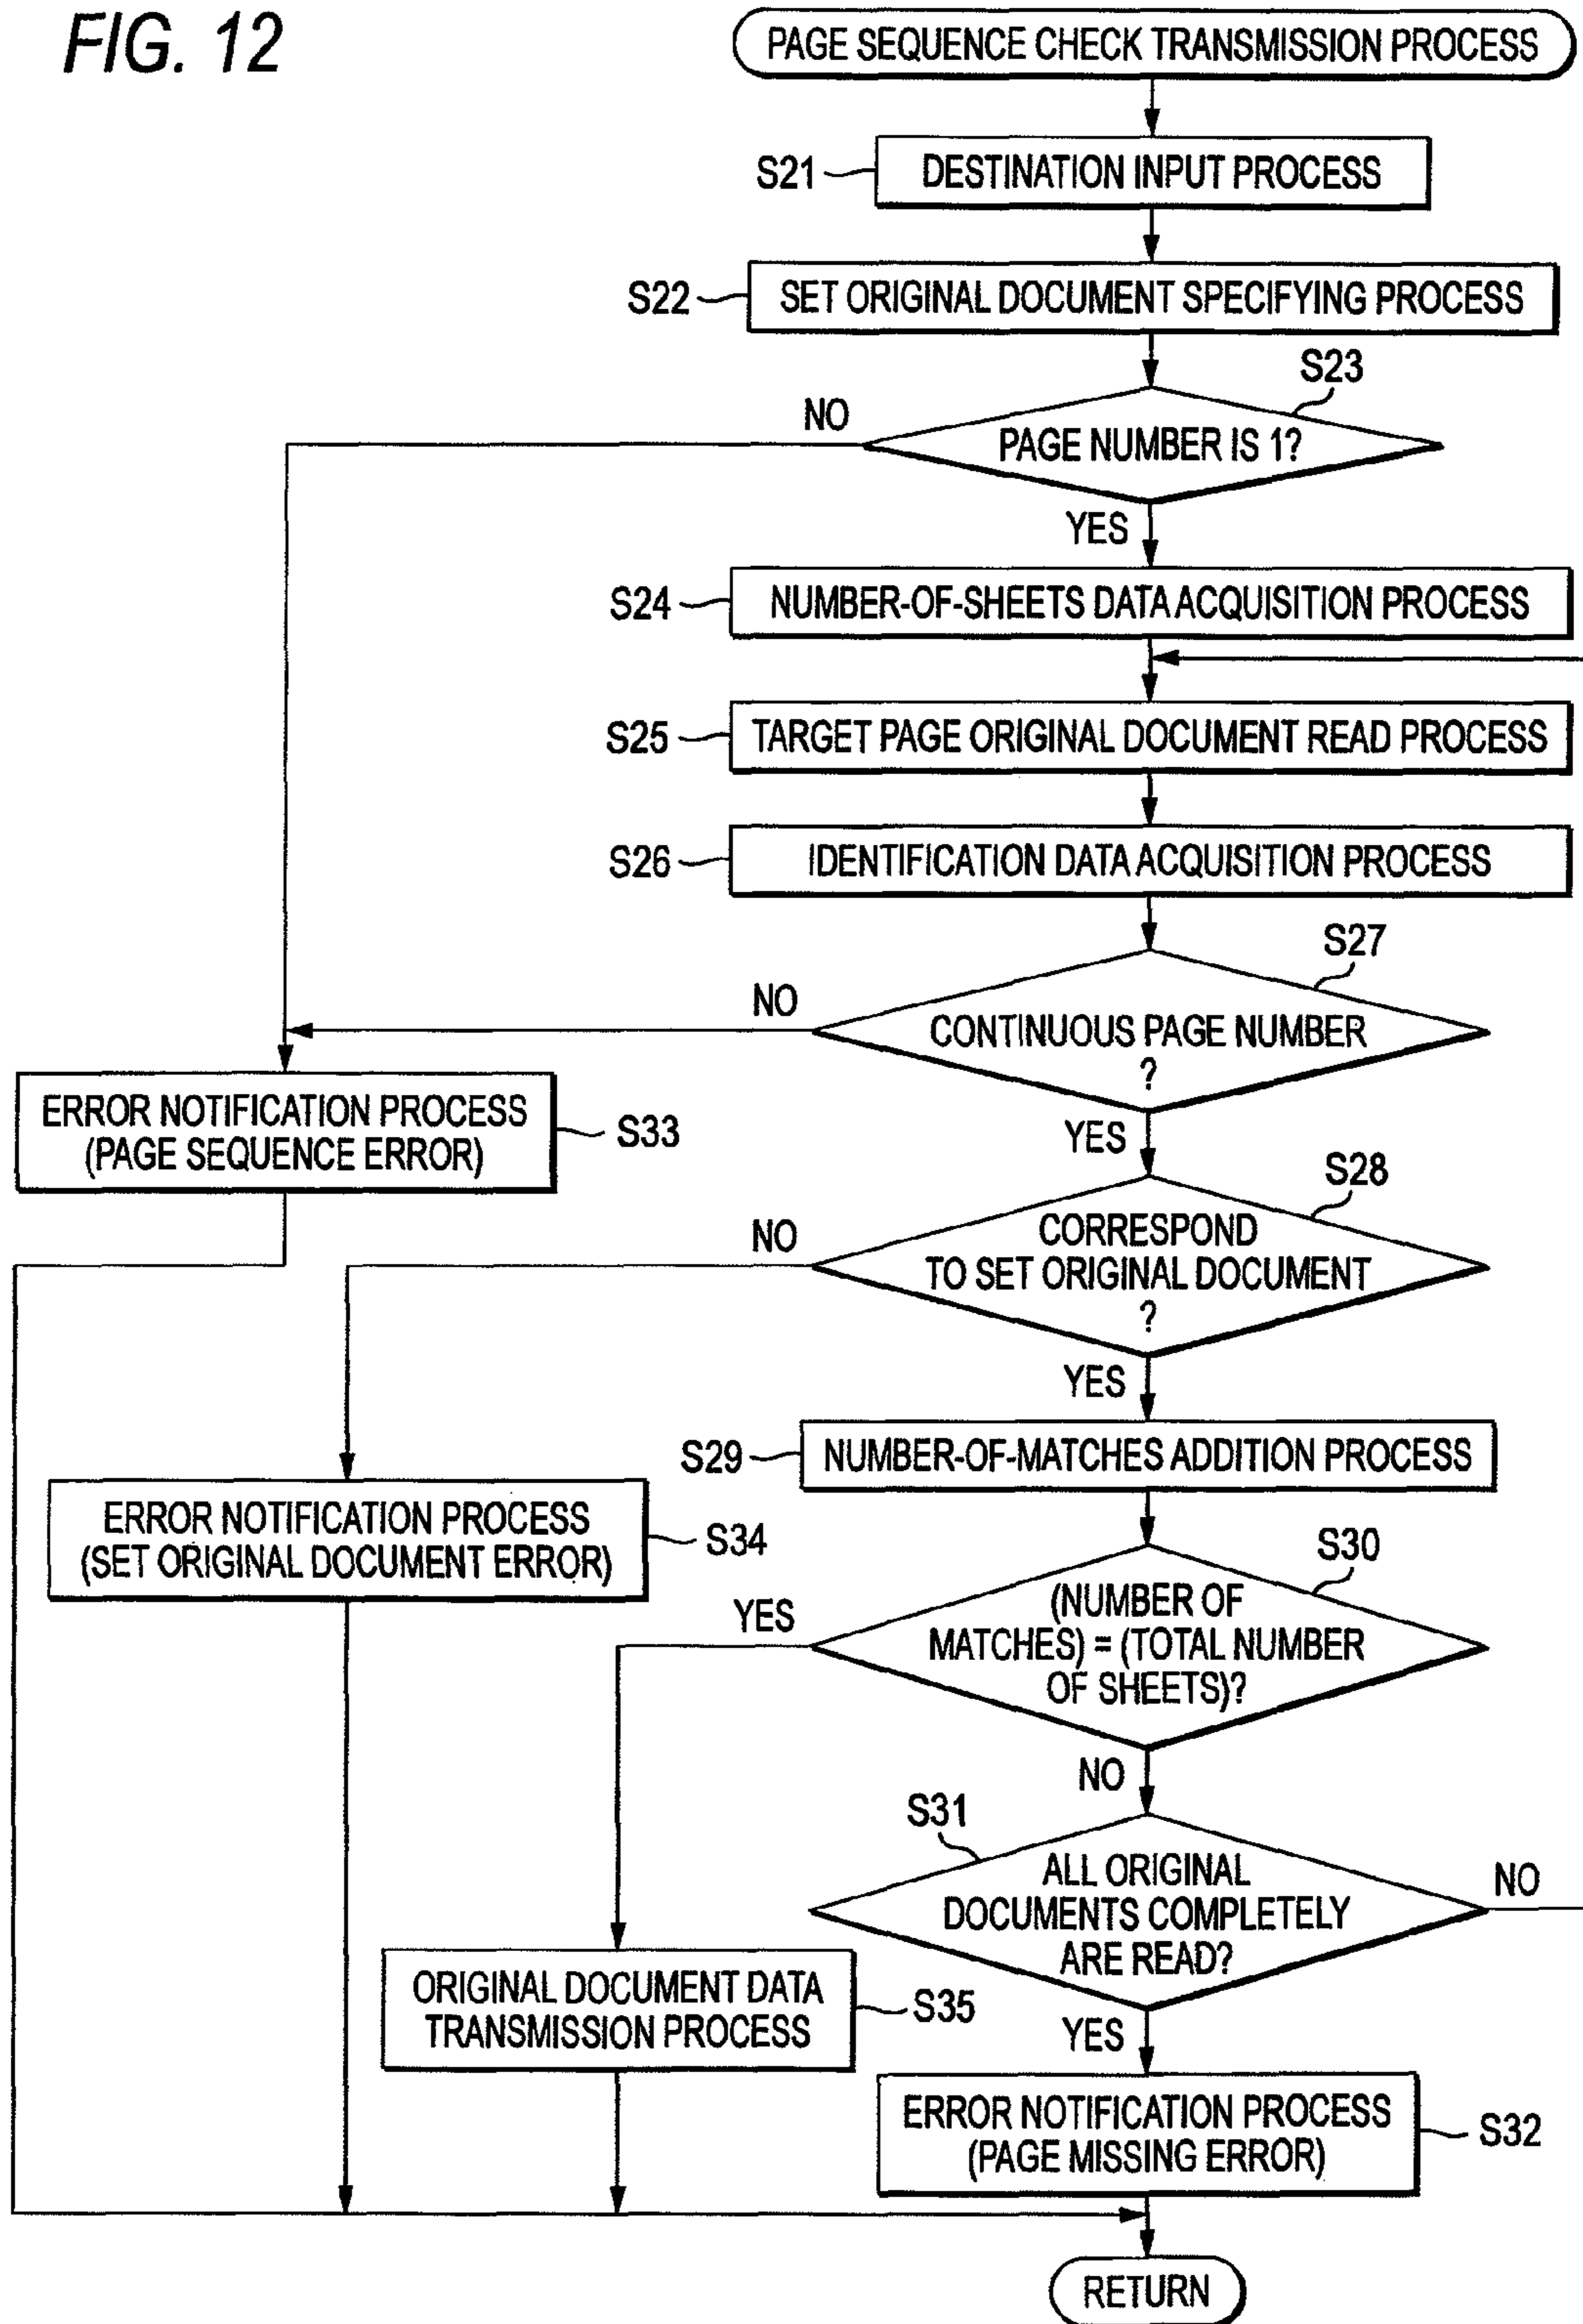 FIG. 12
PAGE SEQUENCE CHECK TRANSMISSION PROCESS
S21
DESTINATION INPUT PROCESS
S22
SET ORIGINAL DOCUMENT SPECIFYING PROCESS
S23
NO
PAGE NUMBER IS 1?
YES
S24
NUMBER-OF-SHEETS DATA ACQUISITION PROCESS
S25
TARGET PAGE ORIGINAL DOCUMENT READ PROCESS
S26
IDENTIFICATION DATA ACQUISITION PROCESS
S27
NO
CONTINUOUS PAGE NUMBER
?
YES
ERROR NOTIFICATION PROCESS
(PAGE SEQUENCE ERROR)
S33
S28
NO
CORRESPOND
TO SET ORIGINAL DOCUMENT
?
YES
S29
NUMBER-OF-MATCHES ADDITION PROCESS
ERROR NOTIFICATION PROCESS
(SET ORIGINAL DOCUMENT ERROR)
S34
S30
YES
(NUMBER OF
MATCHES) = (TOTAL NUMBER
OF SHEETS)?
NO
S31
ALL ORIGINAL
DOCUMENTS COMPLETELY
ARE READ?
NO
YES
ORIGINAL DOCUMENT DATA
TRANSMISSION PROCESS
S35
ERROR NOTIFICATION PROCESS
(PAGE MISSING ERROR)
S32
RETURN